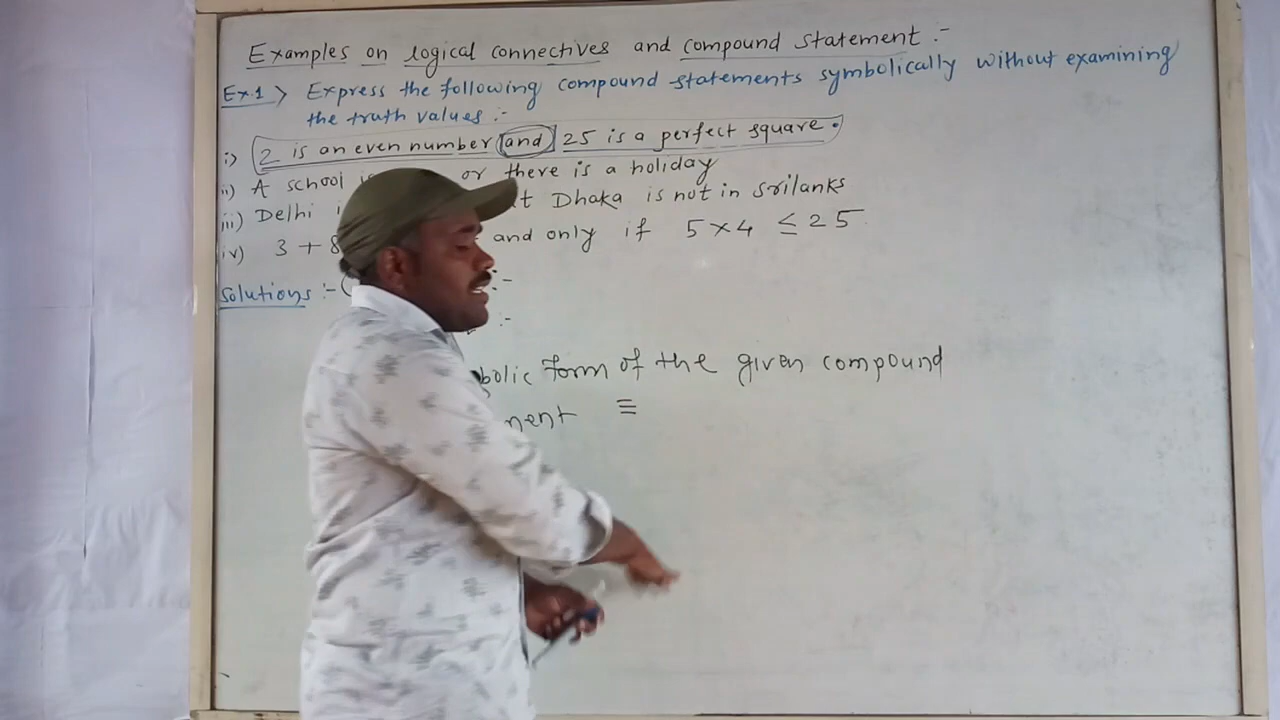 Examples on logical connectives and compound statement :-
Ex.1> Express the following compound statements symbolically without examining
the truth values :-
i) 2 is an even number and 25 is a perfect square.
ii) A school or there is a holiday
iii) Delhi Dhaka is not in Srilanks
iv) 3 + 8 and only if 5 × 4 ≤ 25
Solutions :- ( :-
:-
bolic form of the given compound
ment ≡